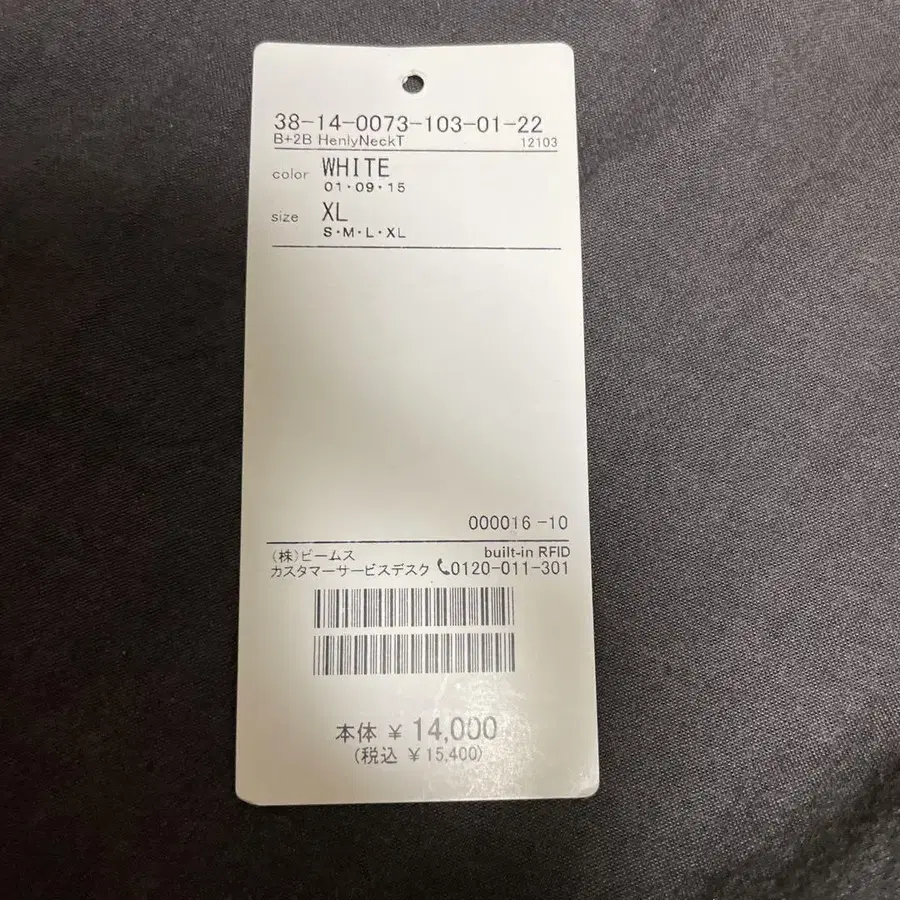 38-14-0073-103-01-22
B+2B HenlyNeckT 12103
color WHITE
01・09・15
size XL
S・M・L・XL
000016 -10
(株)ビームス built-in RFID
カスタマーサービスデスク 0120-011-301
本体 ¥ 14,000
(税込 ¥ 15,400)